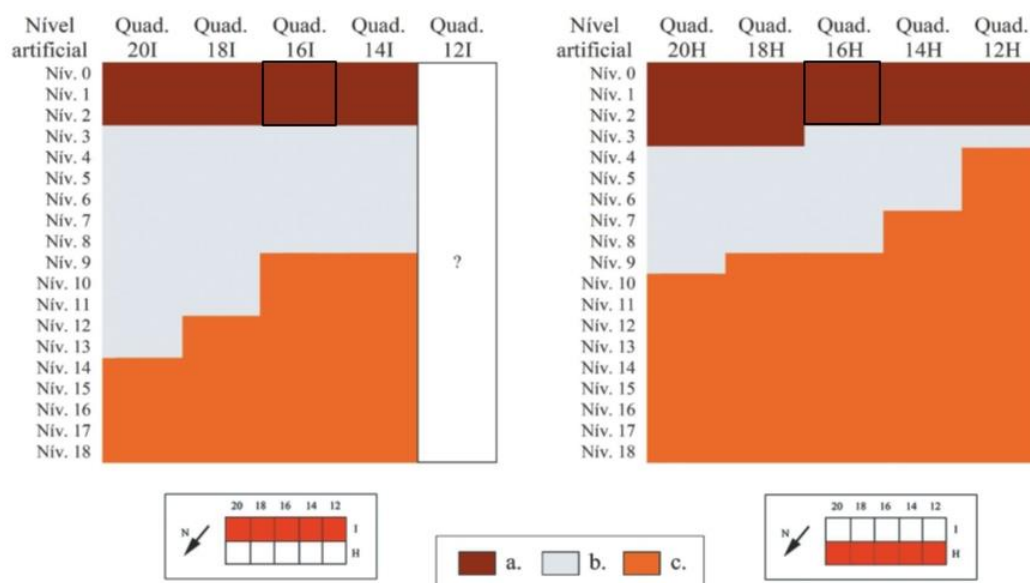 Nível artificial Quad. 20I Quad. 18I Quad. 16I Quad. 14I Quad. 12I
Nív. 0
Nív. 1
Nív. 2
Nív. 3
Nív. 4
Nív. 5
Nív. 6
Nív. 7
Nív. 8
Nív. 9
Nív. 10
Nív. 11
Nív. 12
Nív. 13
Nív. 14
Nív. 15
Nív. 16
Nív. 17
Nív. 18
?
Nível artificial Quad. 20H Quad. 18H Quad. 16H Quad. 14H Quad. 12H
Nív. 0
Nív. 1
Nív. 2
Nív. 3
Nív. 4
Nív. 5
Nív. 6
Nív. 7
Nív. 8
Nív. 9
Nív. 10
Nív. 11
Nív. 12
Nív. 13
Nív. 14
Nív. 15
Nív. 16
Nív. 17
Nív. 18
20 18 16 14 12
N
I
H
a. b. c.
20 18 16 14 12
N
I
H